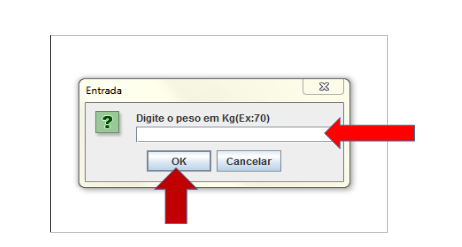 Entrada
Digite o peso em Kg(Ex:70)
OK
Cancelar